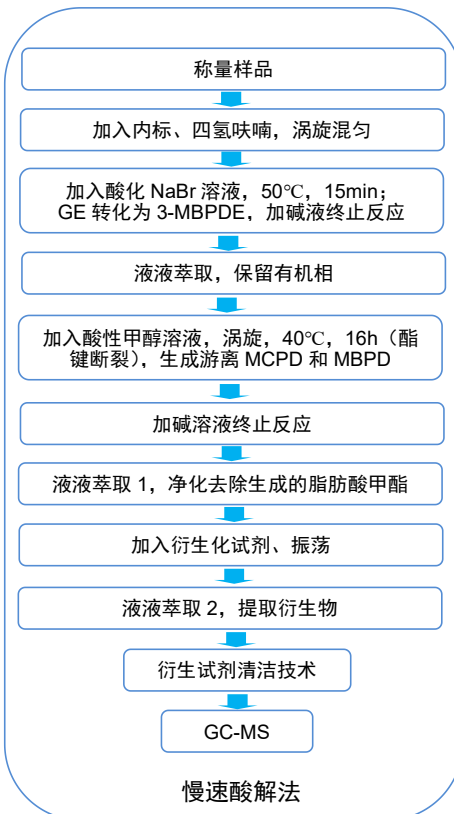 称量样品
加入内标、四氢呋喃，涡旋混匀
加入酸化 NaBr 溶液，50℃，15min；
GE 转化为 3-MBPDE，加碱液终止反应
液液萃取，保留有机相
加入酸性甲醇溶液，涡旋，40℃，16h（酯
键断裂），生成游离 MCPD 和 MBPD
加碱溶液终止反应
液液萃取 1，净化去除生成的脂肪酸甲酯
加入衍生化试剂、振荡
液液萃取 2，提取衍生物
衍生试剂清洁技术
GC-MS
慢速酸解法